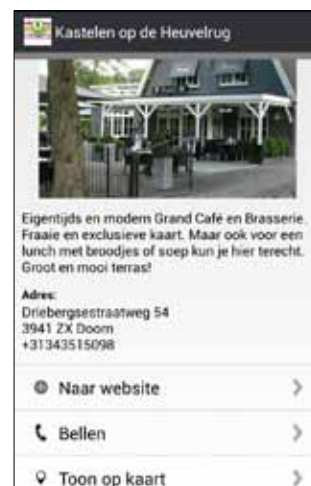 Kastelen op de Heuvelrug
Eigentijds en modern Grand Café en Brasserie.
Fraaie en exclusieve kaart. Maar ook voor een
lunch met broodjes of soep kun je hier terecht.
Groot en mooi terras!
Adres:
Driebergsestraatweg 54
3941 ZX Doorn
+31343515098
Naar website
Bellen
Toon op kaart